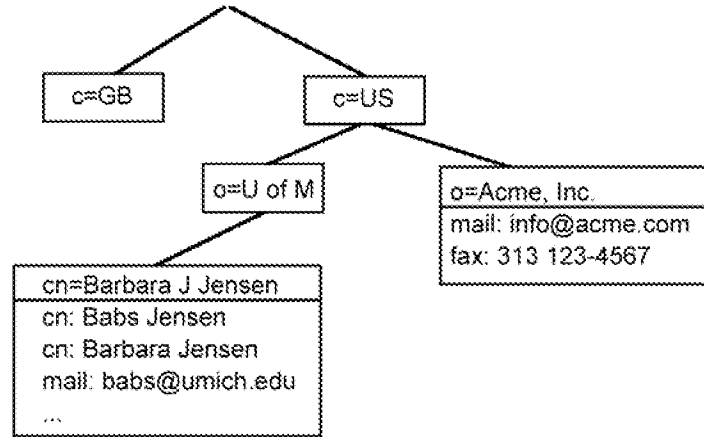 c=GB
c=US
o=U of M
o=Acme, Inc.
mail: info@acme.com
fax: 313 123-4567
cn=Barbara J Jensen
cn: Babs Jensen
cn: Barbara Jensen
mail: babs@umich.edu
...